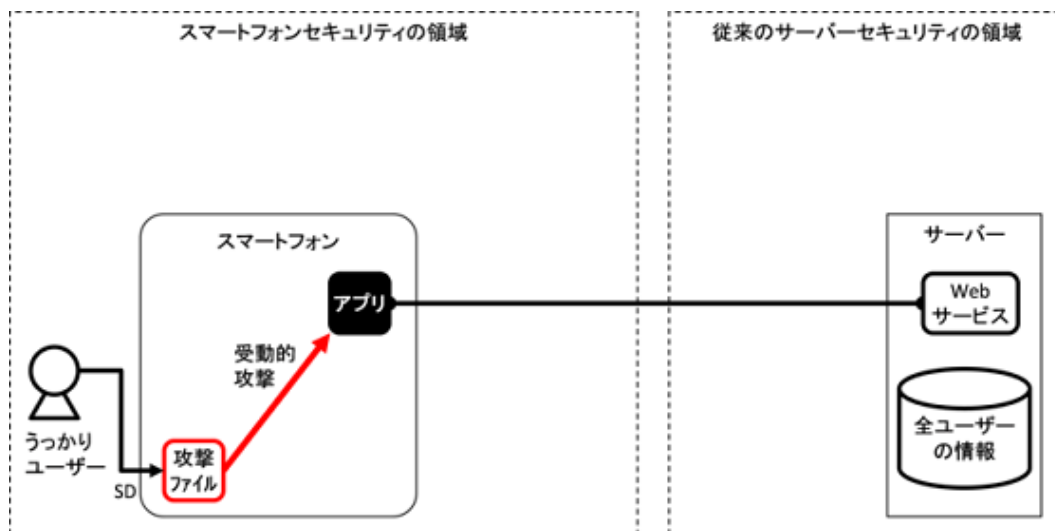 スマートフォンセキュリティの領域
従来のサーバーセキュリティの領域
スマートフォン
サーバー
アプリ
Web
サービス
受動的
攻撃
うっかり
ユーザー
SD
攻撃
ファイル
全ユーザー
の情報